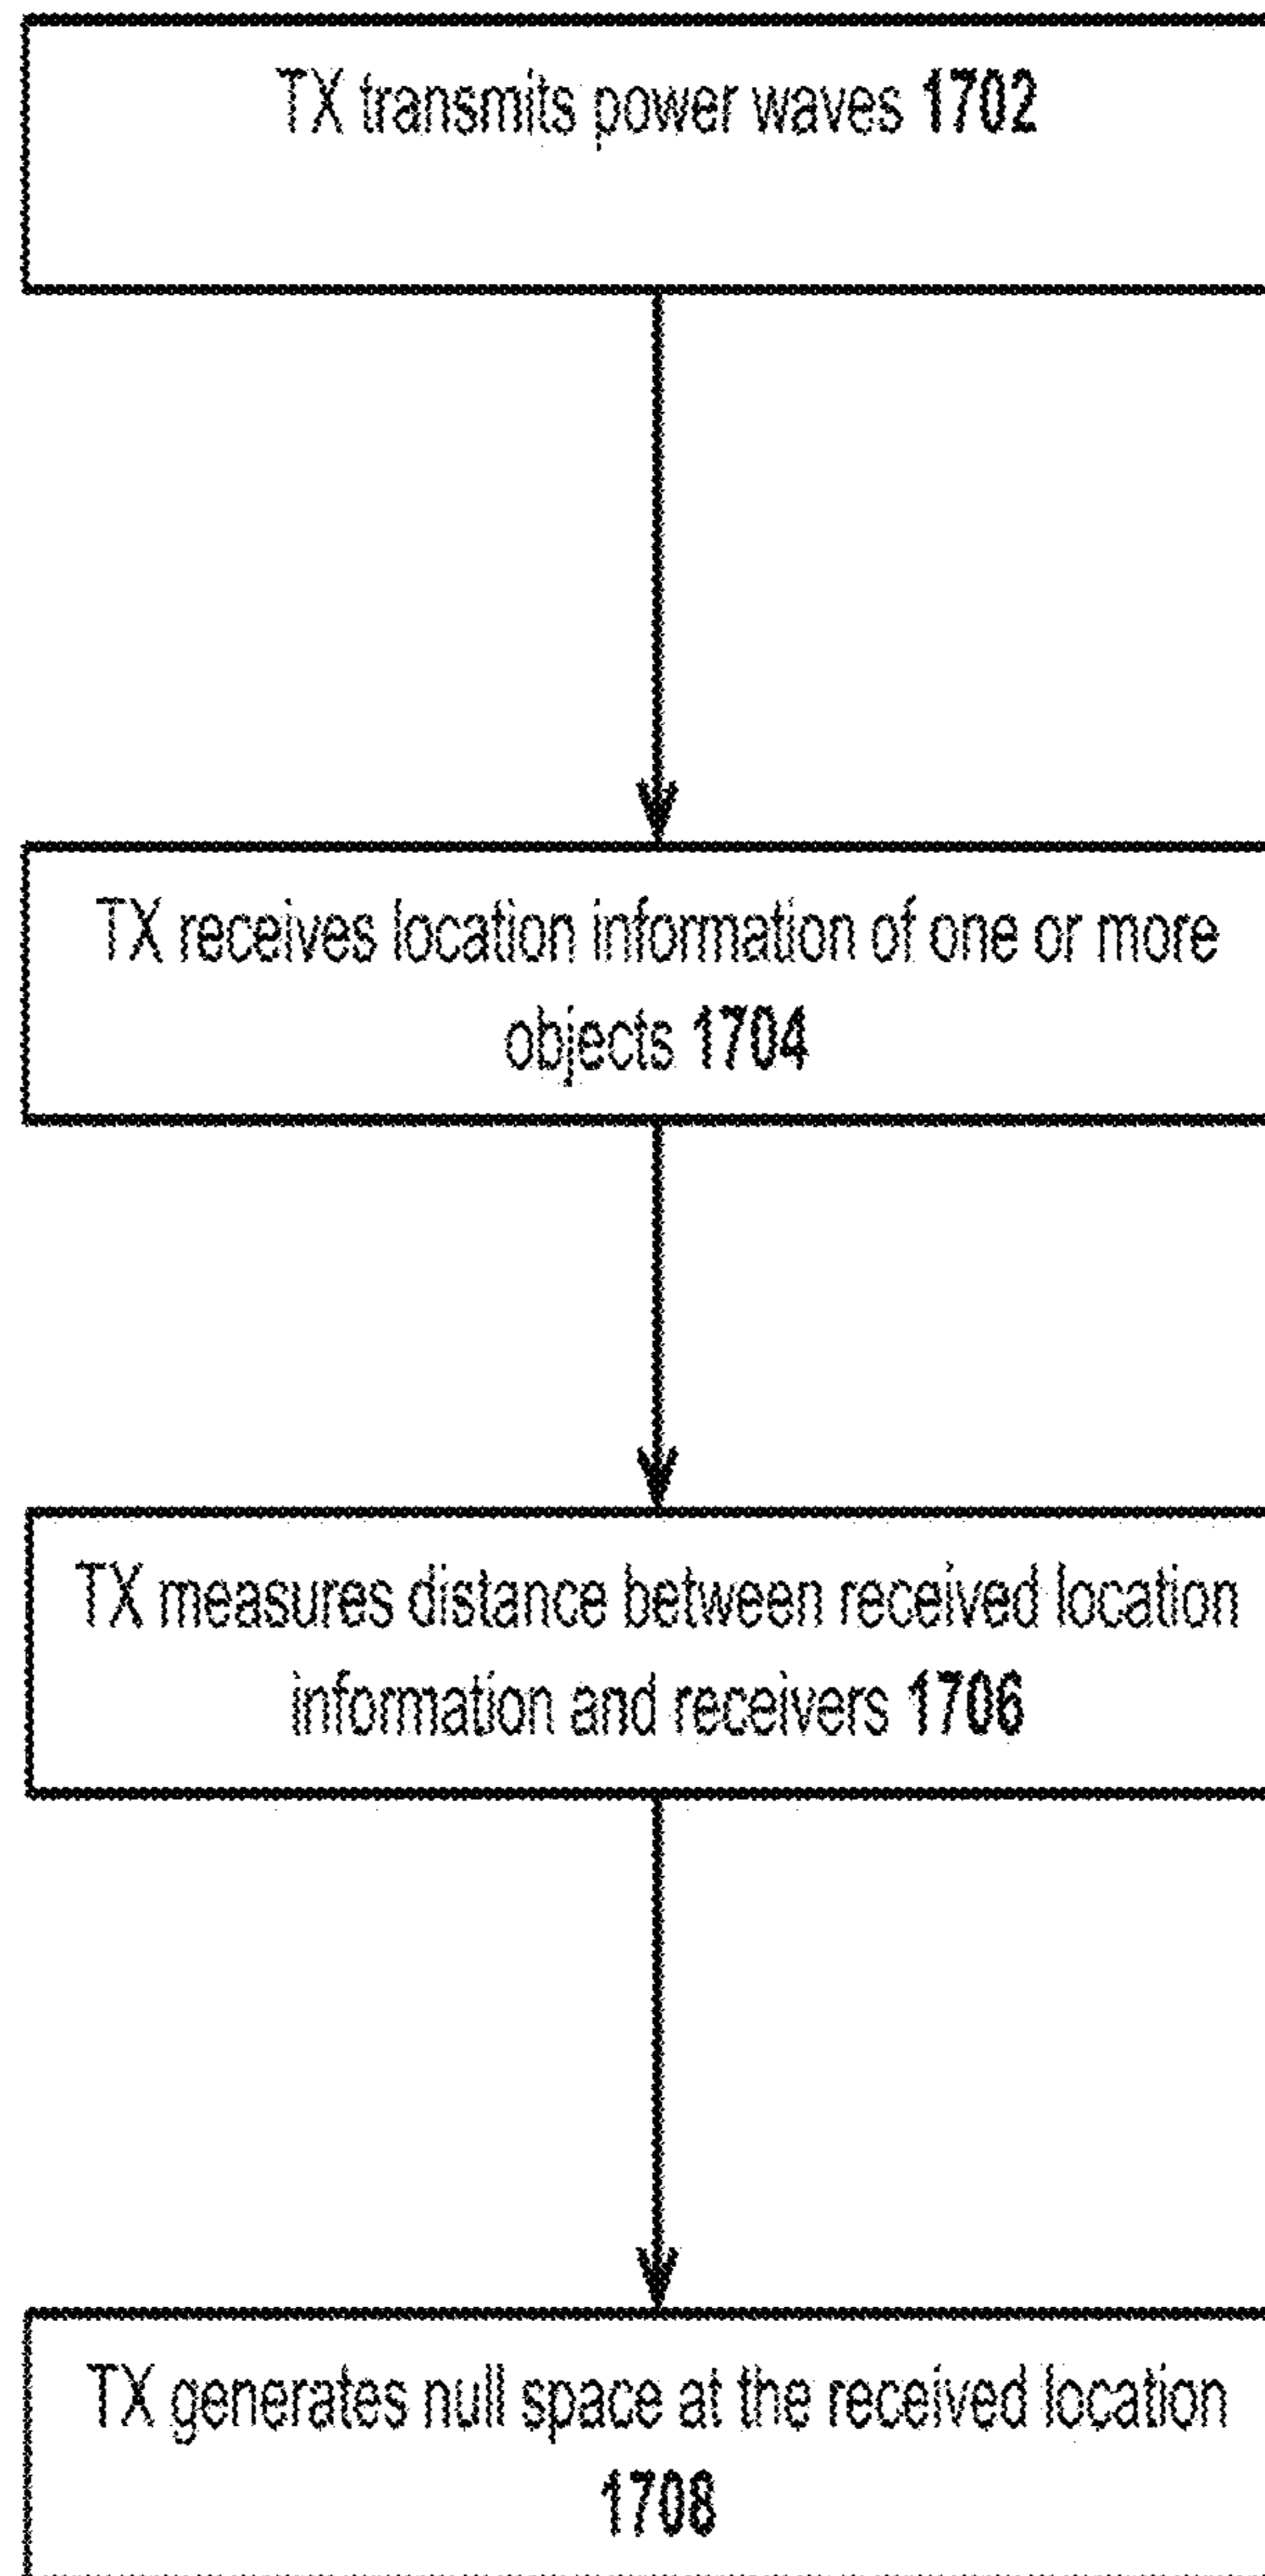 TX transmits power waves 1702
TX receives location information of one or more
objects 1704
TX measures distance between received location
information and receivers 1706
TX generates null space at the received location
1708